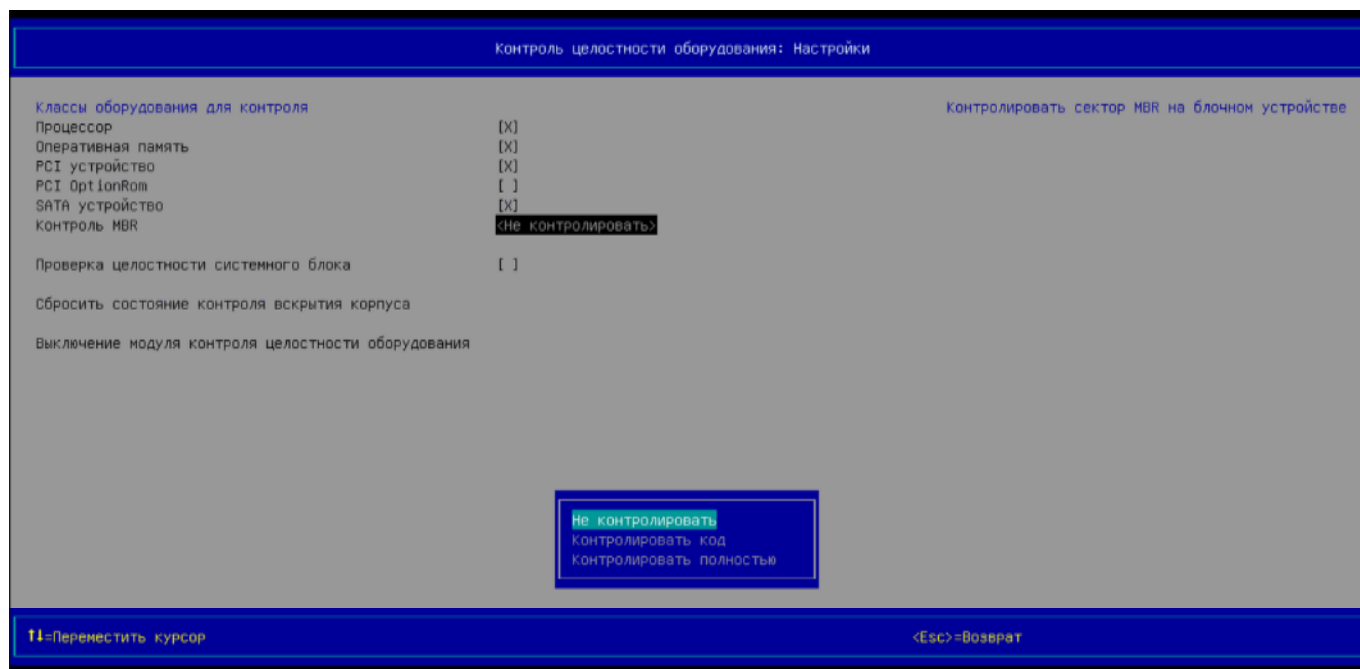 Контроль целостности оборудования: Настройки
Классы оборудования для контроля
Контролировать сектор MBR на блочном устройстве
Процессор [X]
Оперативная память [X]
PCI устройство [X]
PCI OptionRom [ ]
SATA устройство [X]
Контроль MBR <Не контролировать>
Проверка целостности системного блока [ ]
Сбросить состояние контроля вскрытия корпуса
Выключение модуля контроля целостности оборудования
Не контролировать
Контролировать код
Контролировать полностью
↑↓=Переместить курсор <Esc>=Возврат